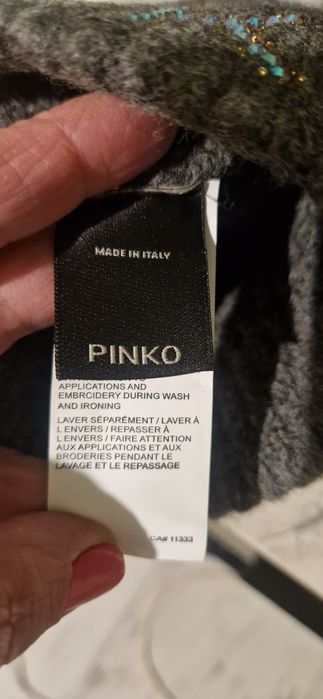 MADE IN ITALY
PINKO
APPLICATIONS AND
EMBRCIDERY DURING WASH
AND IRONING
LAVER SÉPARÉMENT / LAVER À
L ENVERS / REPASSER À
L ENVERS / FAIRE ATTENTION
AUX APPLICATIONS ET AUX
BRODERIES PENDANT LE
LAVAGE ET LE REPASSAGE
CA# 11333